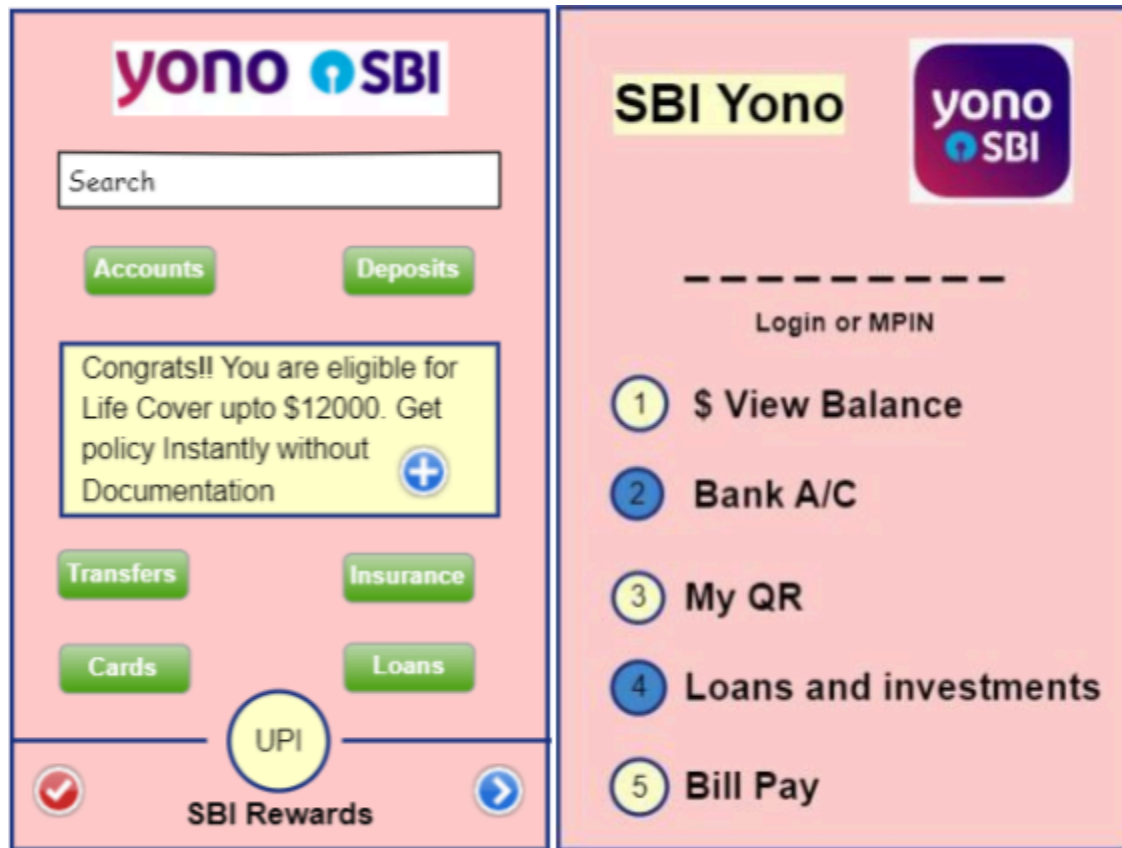 yono SBI
Search
Accounts
Deposits
Congrats!! You are eligible for
Life Cover upto $12000. Get
policy Instantly without
Documentation
Transfers
Insurance
Cards
Loans
UPI
SBI Rewards
SBI Yono
yono
SBI
Login or MPIN
1 $ View Balance
2 Bank A/C
3 My QR
4 Loans and investments
5 Bill Pay